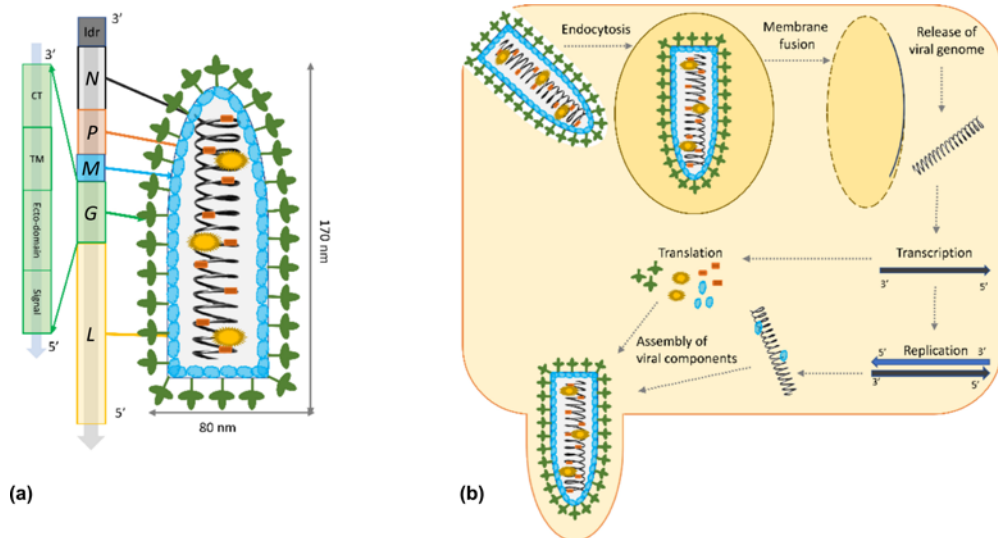 3′
ldr
N
P
M
G
L
5′
3′
CT
TM
Ecto-domain
Signal
5′
170 nm
80 nm
(a)
Endocytosis
Membrane
fusion
Release of
viral genome
Translation
Transcription
3′
5′
Assembly of
viral components
Replication
5′
3′
3′
5′
(b)